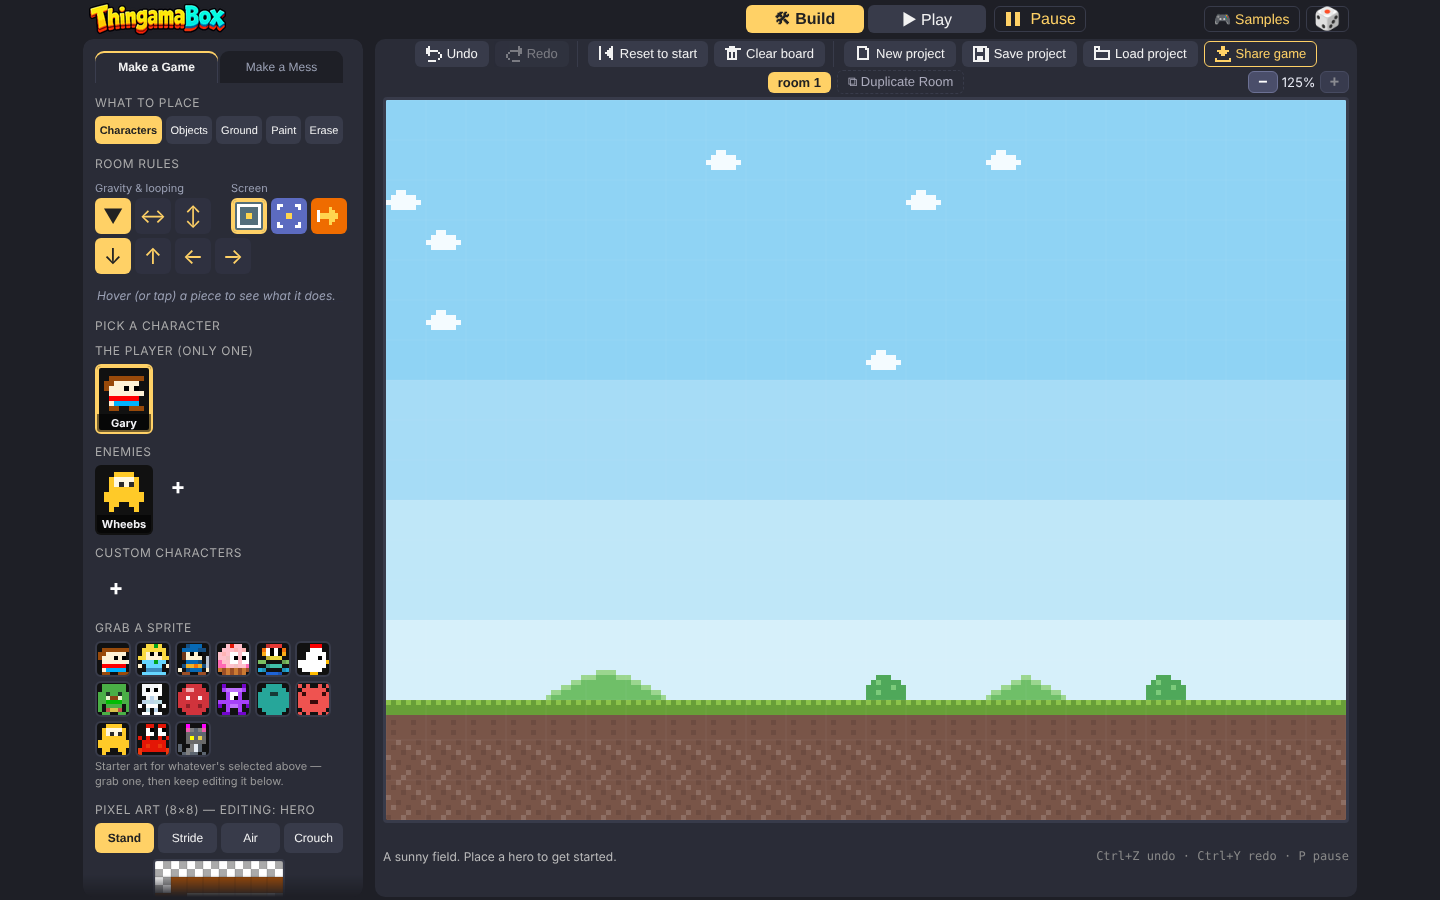 ThingamaBox
🛠 Build
▶ Play
Pause
🎮 Samples
Make a Game
Make a Mess
Undo
Redo
Reset to start
Clear board
New project
Save project
Load project
Share game
room 1
⧉ Duplicate Room
− 125% +
WHAT TO PLACE
Characters
Objects
Ground
Paint
Erase
ROOM RULES
Gravity & looping
Screen
Hover (or tap) a piece to see what it does.
PICK A CHARACTER
THE PLAYER (ONLY ONE)
Gary
ENEMIES
Wheebs
+
CUSTOM CHARACTERS
+
GRAB A SPRITE
Starter art for whatever's selected above —
grab one, then keep editing it below.
PIXEL ART (8×8) — EDITING: HERO
Stand
Stride
Air
Crouch
A sunny field. Place a hero to get started.
Ctrl+Z undo · Ctrl+Y redo · P pause